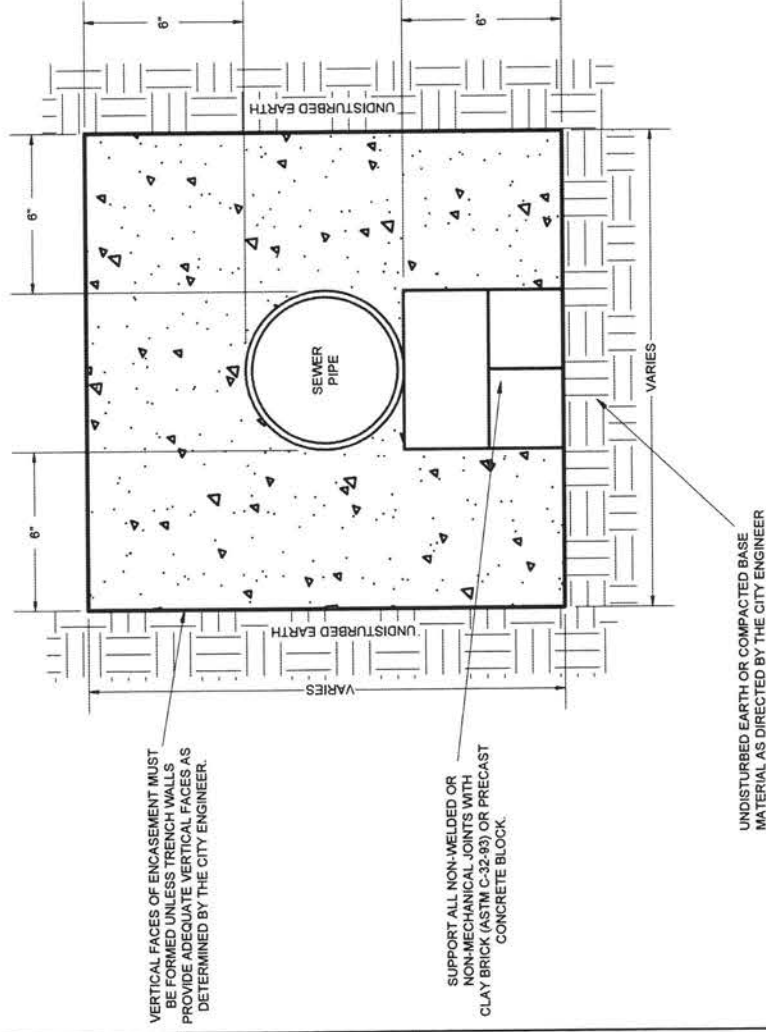 6"
6"
6"
6"
UNDISTURBED EARTH
SEWER
PIPE
UNDISTURBED EARTH
VARIES
VARIES
VERTICAL FACES OF ENCASEMENT MUST
BE FORMED UNLESS TRENCH WALLS
PROVIDE ADEQUATE VERTICAL FACES AS
DETERMINED BY THE CITY ENGINEER.
SUPPORT ALL NON-WELDED OR
NON-MECHANICAL JOINTS WITH
CLAY BRICK (ASTM C-32-93) OR PRECAST
CONCRETE BLOCK.
UNDISTURBED EARTH OR COMPACTED BASE
MATERIAL AS DIRECTED BY THE CITY ENGINEER